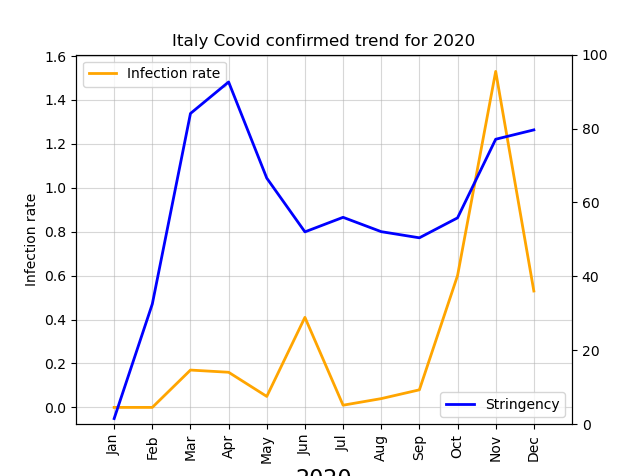 Italy Covid confirmed trend for 2020
Infection rate
Stringency
Infection rate
1.6
1.4
1.2
1.0
0.8
0.6
0.4
0.2
0.0
100
80
60
40
20
0
Jan
Feb
Mar
Apr
May
Jun
Jul
Aug
Sep
Oct
Nov
Dec
2020